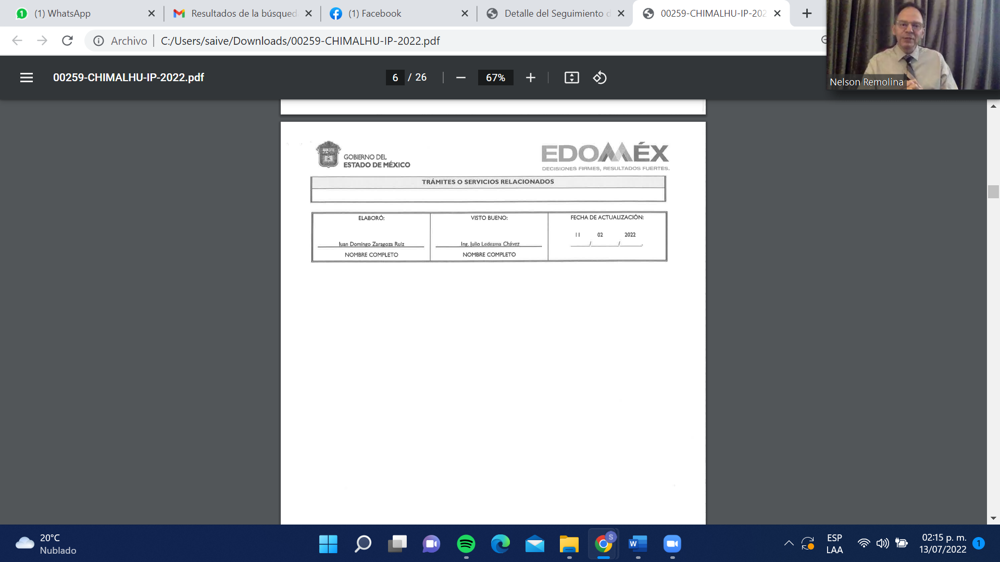 (1) WhatsApp
Resultados de la búsqued
(1) Facebook
Detalle del Seguimiento d
00259-CHIMALHU-IP-202
Archivo
C:/Users/saive/Downloads/00259-CHIMALHU-IP-2022.pdf
00259-CHIMALHU-IP-2022.pdf
6 / 26
67%
Nelson Remolina
GOBIERNO DEL
ESTADO DE MÉXICO
EDOMÉX
DECISIONES FIRMES, RESULTADOS FUERTES.
TRÁMITES O SERVICIOS RELACIONADOS
ELABORÓ:
Juan Domingo Zaragoza Ruiz
NOMBRE COMPLETO
VISTO BUENO:
Ing. Julio Ledezma Chávez
NOMBRE COMPLETO
FECHA DE ACTUALIZACIÓN:
11 02 2022
/ /
20°C
Nublado
S
W
ESP
LAA
02:15 p. m.
13/07/2022
1